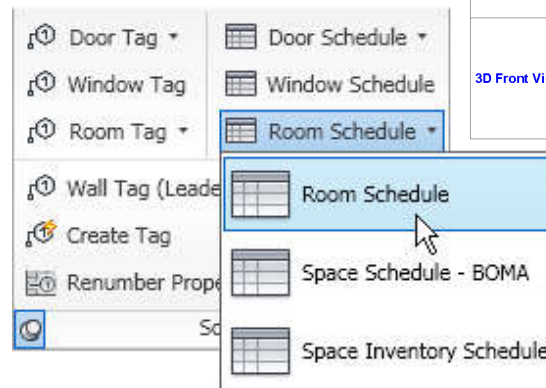 Door Tag
Door Schedule
3D Front Vi
Window Tag
Window Schedule
Room Tag
Room Schedule
Wall Tag (Leade
Room Schedule
Create Tag
Space Schedule - BOMA
Renumber Prope
Sc
Space Inventory Schedule